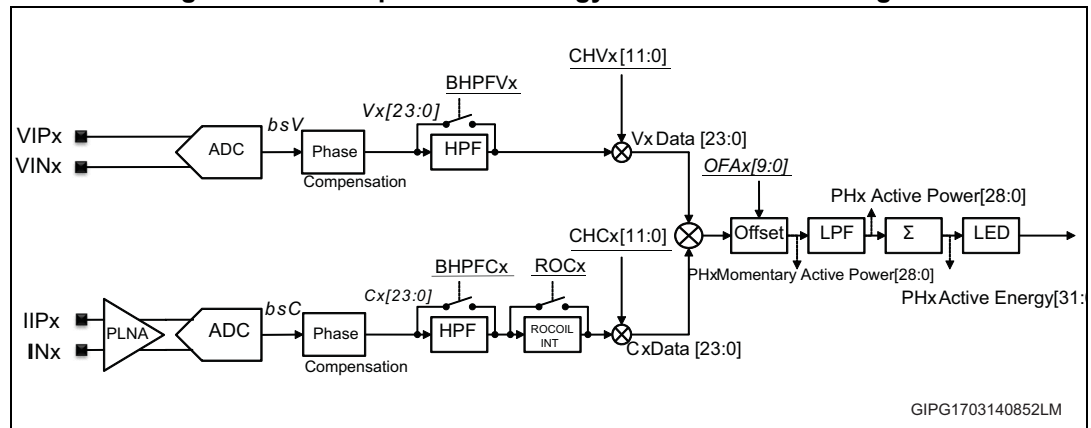 CHVx[11:0]
BHPFVx
Vx[23:0]
bsV
VIPx
VINx
ADC
Phase
Compensation
HPF
VxData [23:0]
OFAx[9:0]
PHx Active Power[28:0]
Offset
LPF
Σ
LED
PHxMomentary Active Power[28:0]
PHx Active Energy[31:0
CHCx[11:0]
BHPFCx
ROCx
Cx[23:0]
bsC
IIPx
INx
PLNA
ADC
Phase
Compensation
HPF
ROCOIL
INT
CxData [23:0]
GIPG1703140852LM